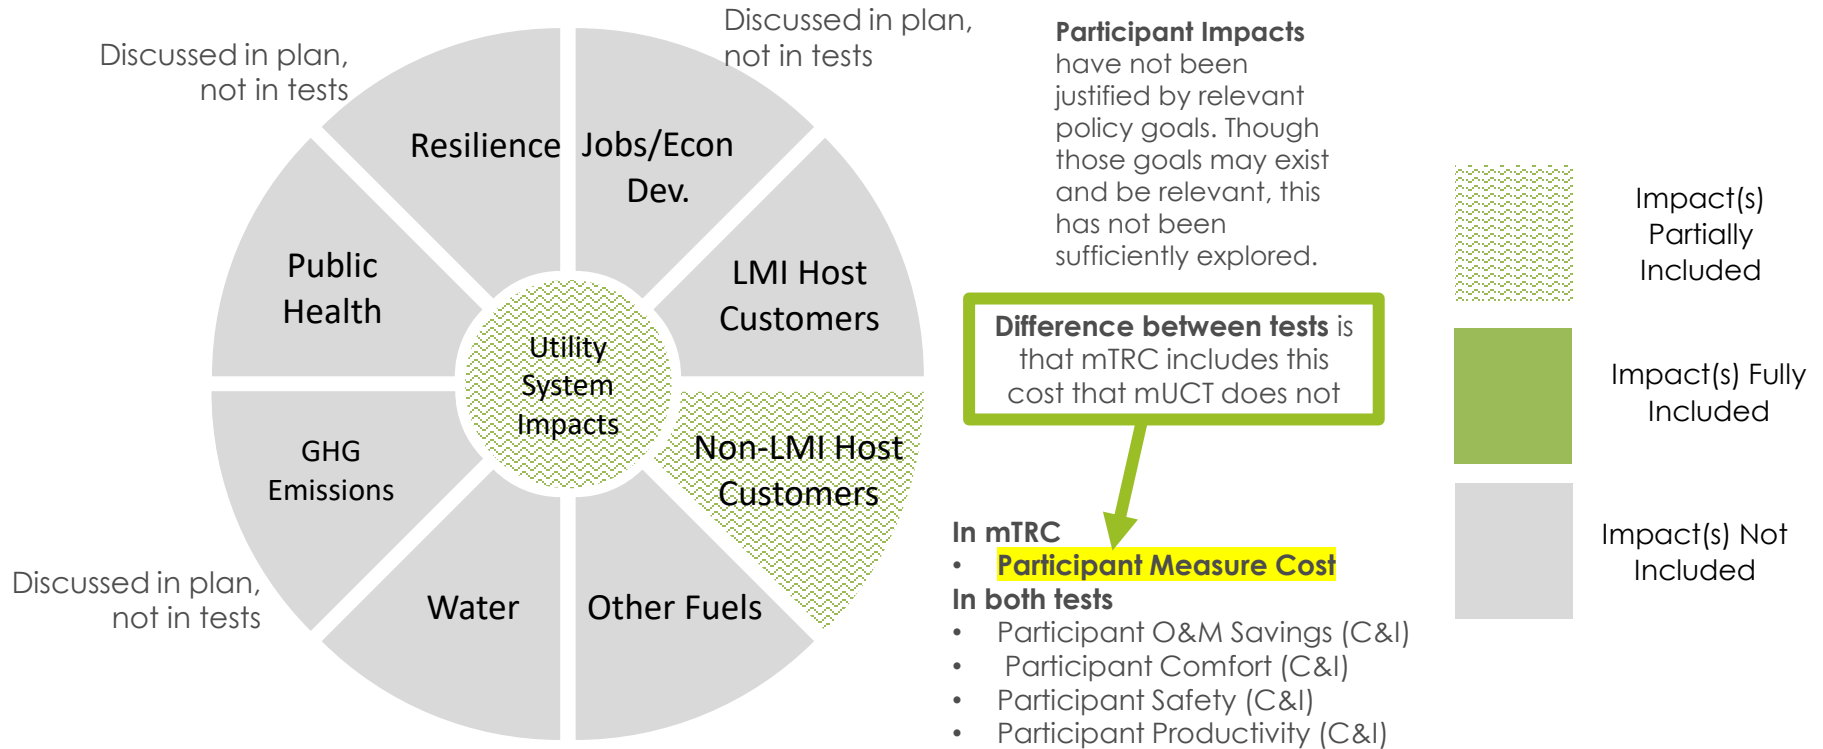 Discussed in plan,
not in tests
Discussed in plan,
not in tests
Resilience
Jobs/Econ
Dev.
Public
Health
LMI Host
Customers
Utility
System
Impacts
GHG
Emissions
Non-LMI Host
Customers
Water
Other Fuels
Discussed in plan,
not in tests
Participant Impacts
have not been
justified by relevant
policy goals. Though
those goals may exist
and be relevant, this
has not been
sufficiently explored.
Difference between tests is
that mTRC includes this
cost that mUCT does not
In mTRC
• Participant Measure Cost
In both tests
• Participant O&M Savings (C&I)
• Participant Comfort (C&I)
• Participant Safety (C&I)
• Participant Productivity (C&I)
Impact(s)
Partially
Included
Impact(s) Fully
Included
Impact(s) Not
Included